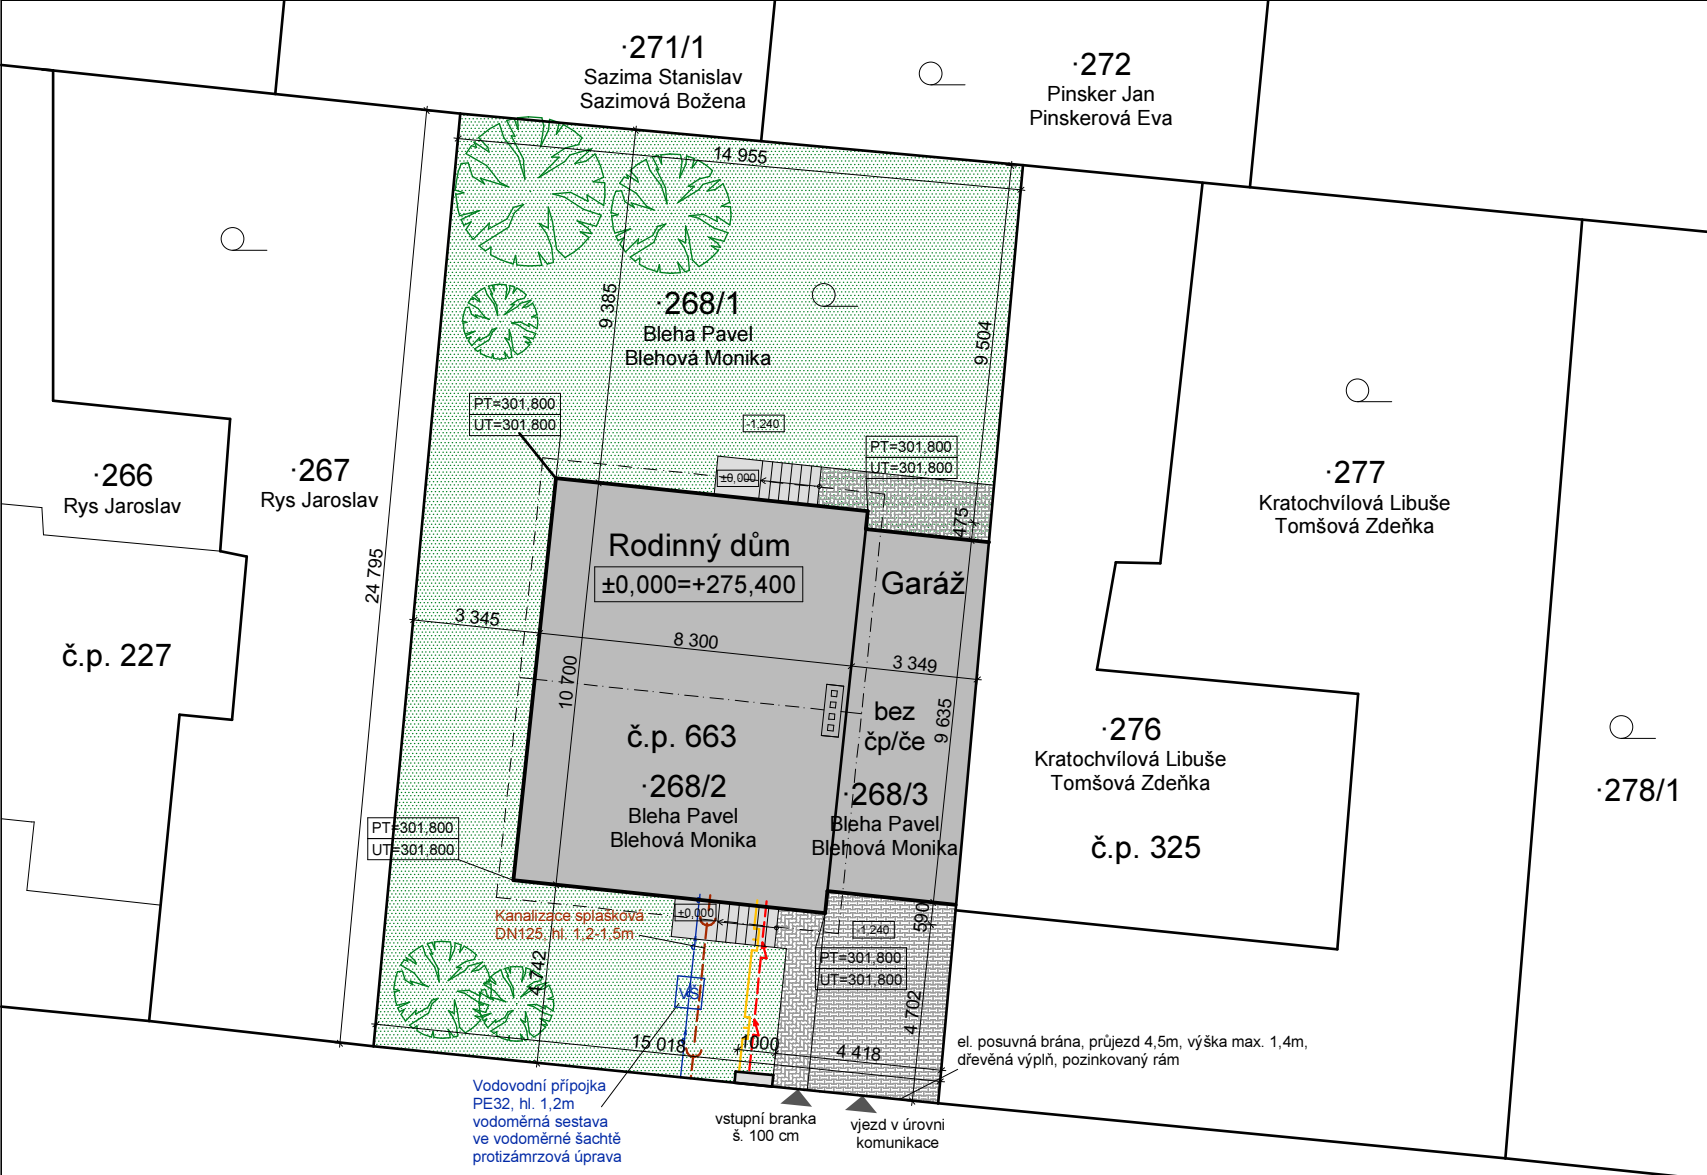 ·271/1
Sazima Stanislav
Sazimová Božena
·272
Pinsker Jan
Pinskerová Eva
14 955
9 385
·268/1
Bleha Pavel
Blehová Monika
9 504
PT=301,800
UT=301,800
-1,240
PT=301,800
UT=301,800
±0,000
475
·266
Rys Jaroslav
·267
Rys Jaroslav
·277
Kratochvílová Libuše
Tomšová Zdeňka
Rodinný dům
±0,000=+275,400
Garáž
24 795
3 345
8 300
3 349
č.p. 227
10 700
9 635
bez
čp/če
č.p. 663
·276
Kratochvílová Libuše
Tomšová Zdeňka
·278/1
·268/2
Bleha Pavel
Blehová Monika
·268/3
Bleha Pavel
Blehová Monika
PT=301,800
UT=301,800
č.p. 325
Kanalizace splašková
DN125, hl. 1,2-1,5m
±0,000
590
-1,240
PT=301,800
UT=301,800
4 742
VŠ
4 702
15 018
1000
4 418
el. posuvná brána, průjezd 4,5m, výška max. 1,4m,
dřevěná výplň, pozinkovaný rám
Vodovodní přípojka
PE32, hl. 1,2m
vodoměrná sestava
ve vodoměrné šachtě
protizámrzová úprava
vstupní branka
š. 100 cm
vjezd v úrovni
komunikace